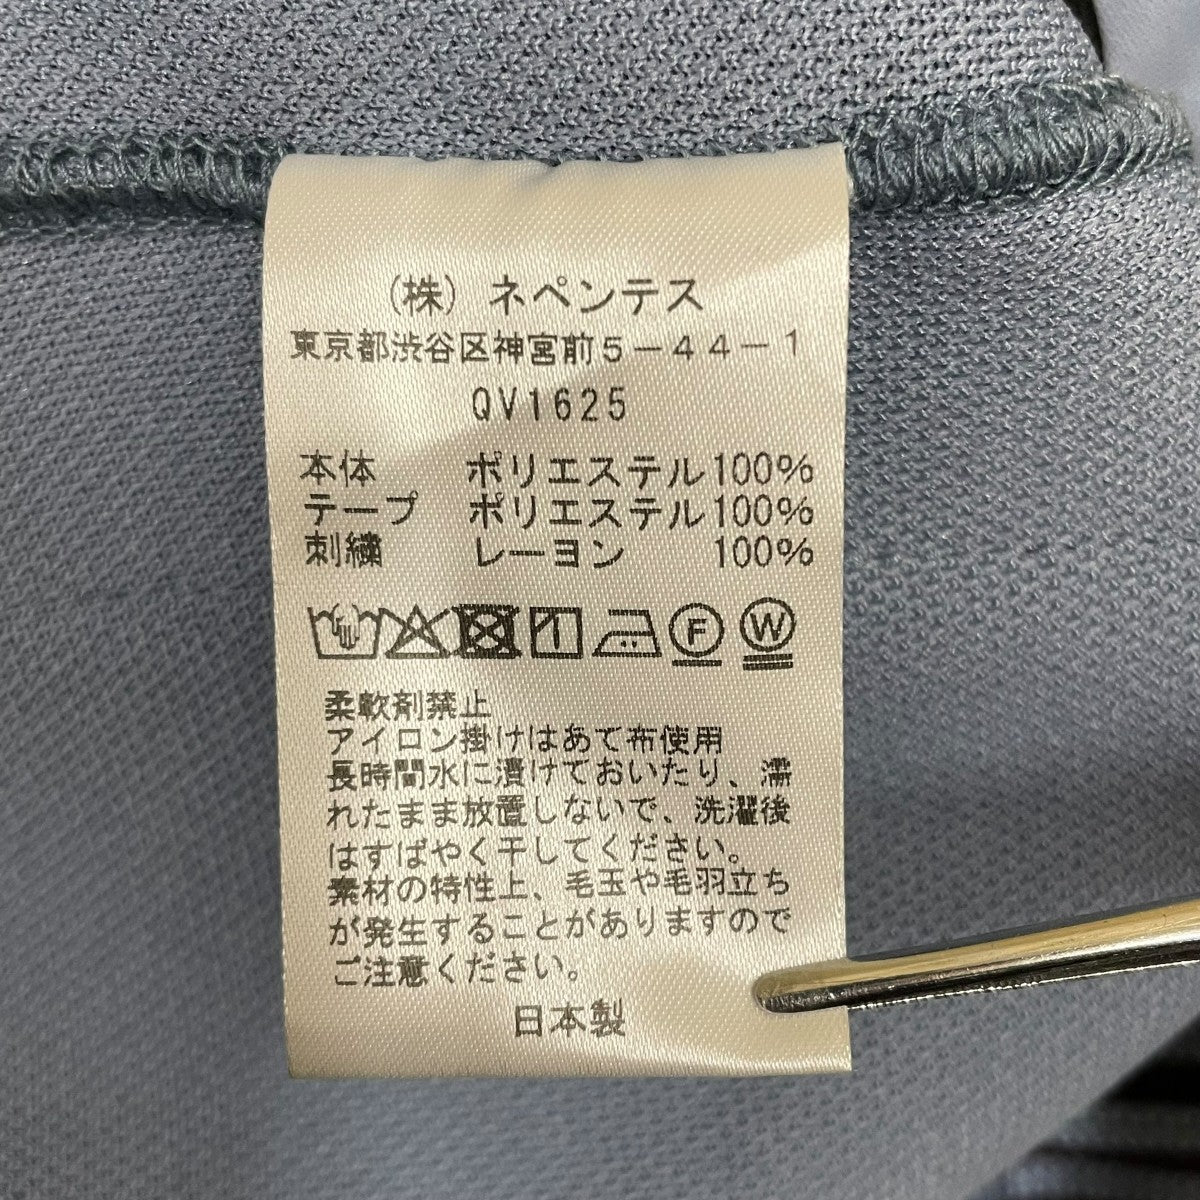 (株) ネペンテス
東京都渋谷区神宮前5-44-1
QV1625
本体 ポリエステル100%
テープ ポリエステル100%
刺繍 レーヨン 100%
F W
柔軟剤禁止
アイロン掛けはあて布使用
長時間水に漬けておいたり、濡
れたまま放置しないで、洗濯後
はすばやく干してください。
素材の特性上、毛玉や毛羽立ち
が発生することがありますので
ご注意ください。
日本製